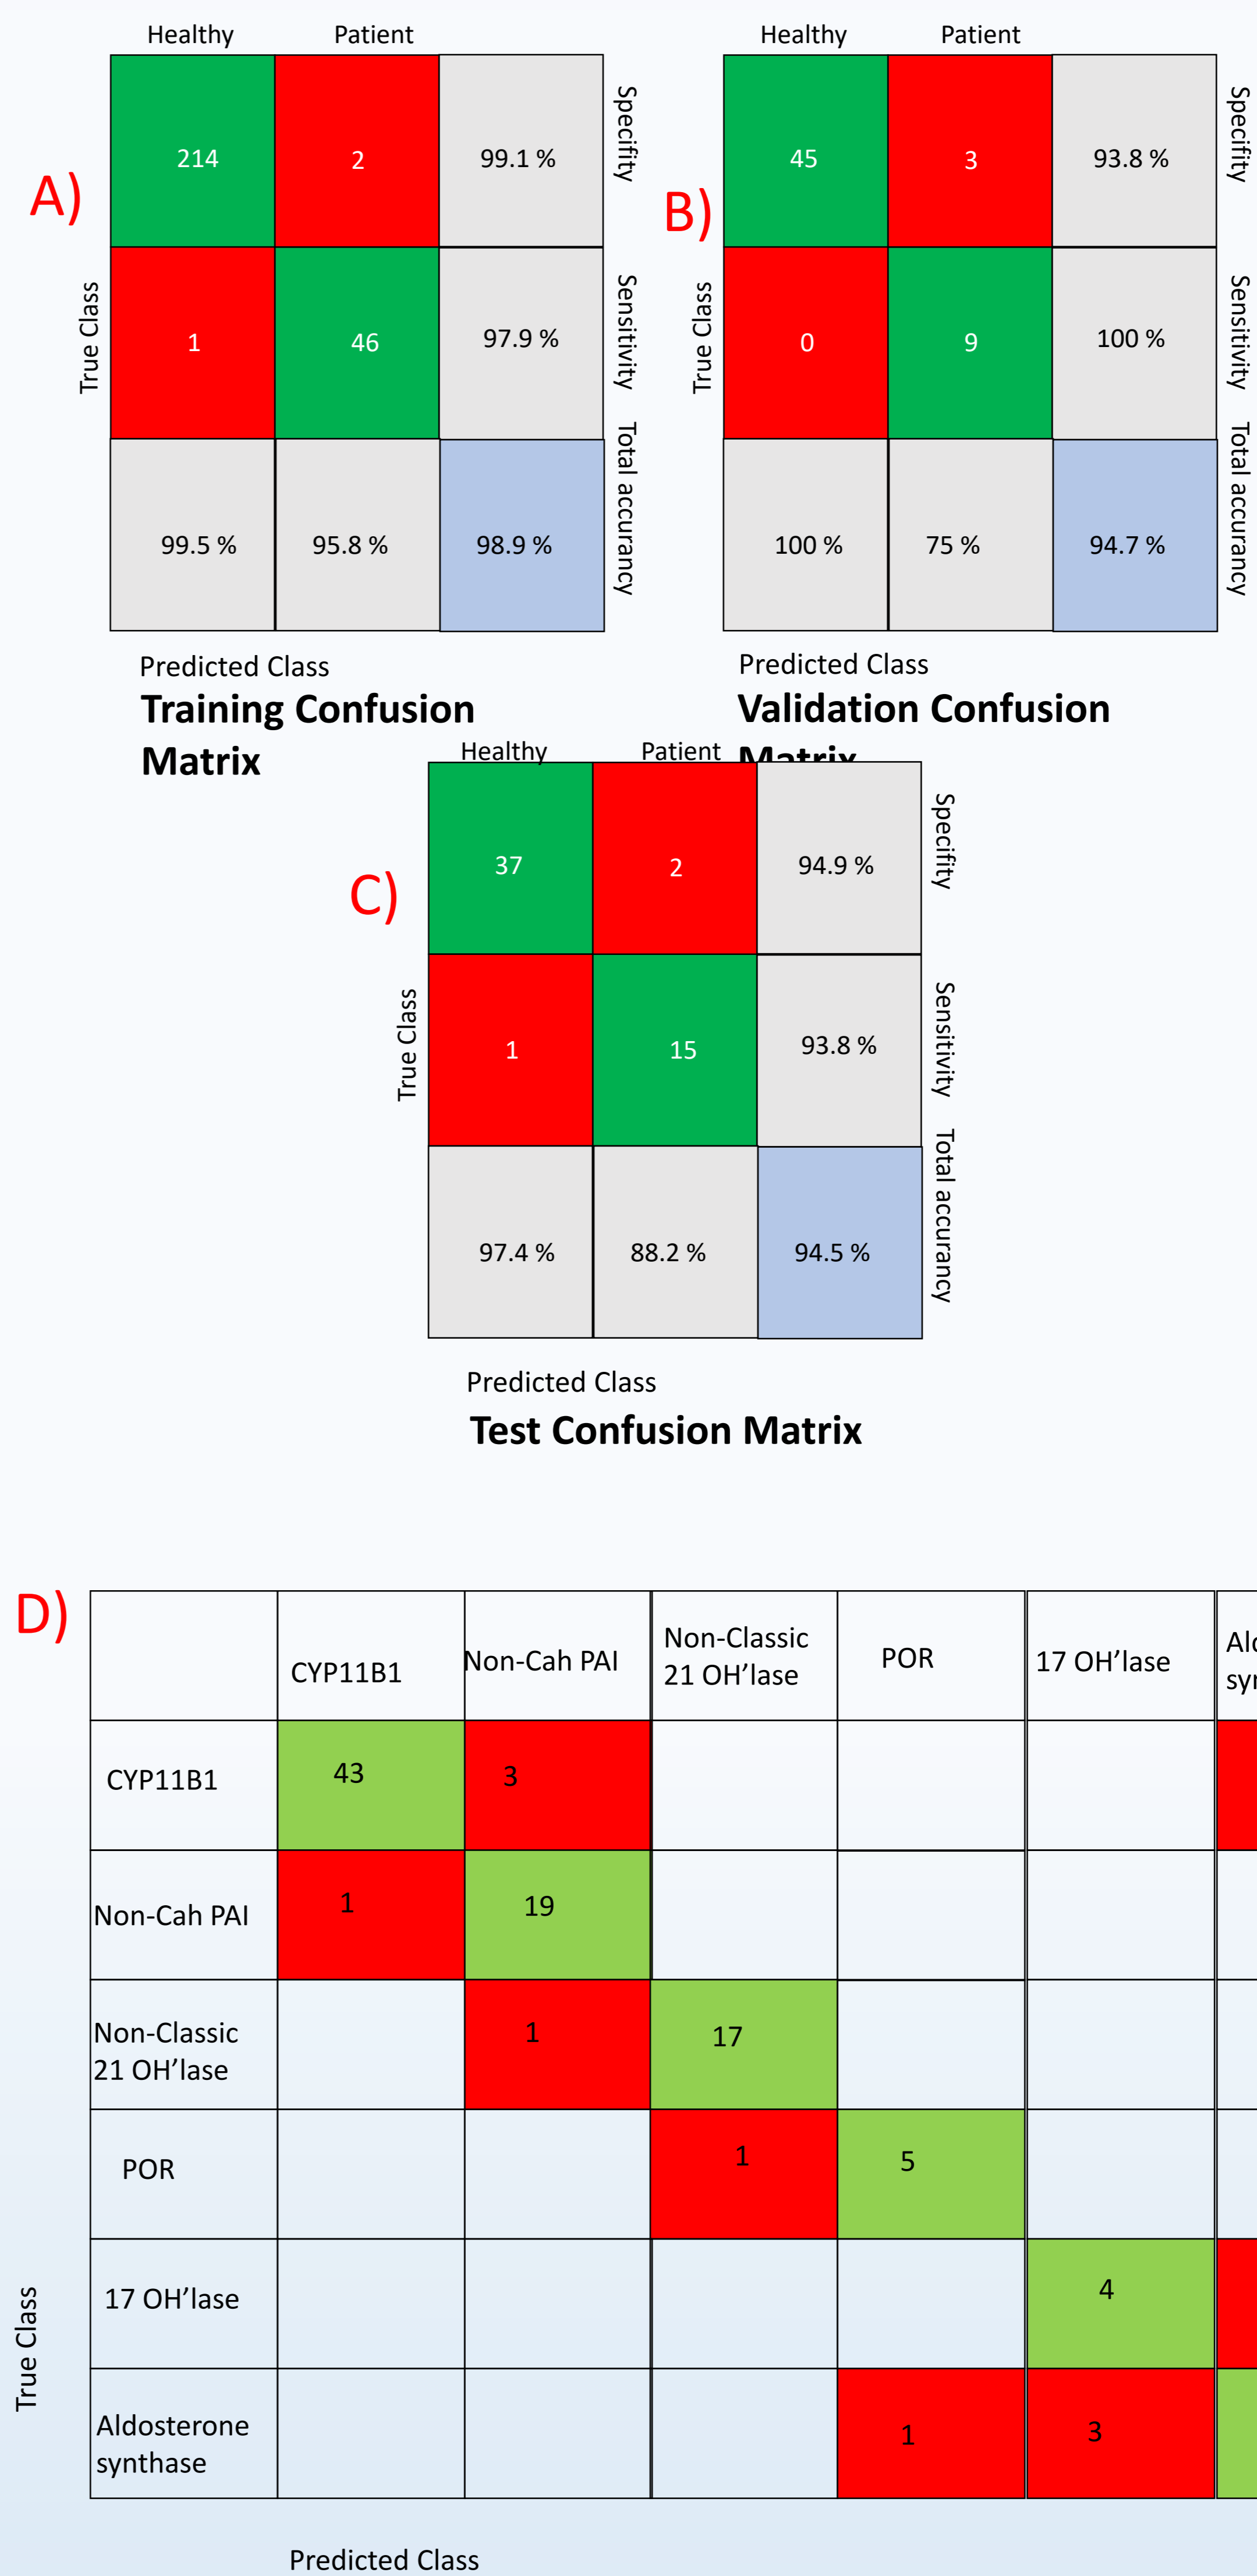 Healthy Patient
Healthy Patient
A)
214 2 99.1 %
Specifity
B)
45 3 93.8 %
Specifity
True Class
1 46 97.9 %
Sensitivity
True Class
0 9 100 %
Sensitivity
99.5 % 95.8 % 98.9 %
Total accurancy
100 % 75 % 94.7 %
Total accurancy
Predicted Class
Training Confusion
Matrix
Predicted Class
Validation Confusion
Matrix
Healthy Patient
C)
37 2 94.9 %
Specifity
True Class
1 15 93.8 %
Sensitivity
97.4 % 88.2 % 94.5 %
Total accurancy
Predicted Class
Test Confusion Matrix
D)
CYP11B1
Non-Cah PAI
Non-Classic
21 OH’lase
POR
17 OH’lase
CYP11B1 43 3
Non-Cah PAI 1 19
Non-Classic
21 OH’lase
1 17
POR 1 5
17 OH’lase 4
Aldosterone
synthase
1 3
True Class
Predicted Class